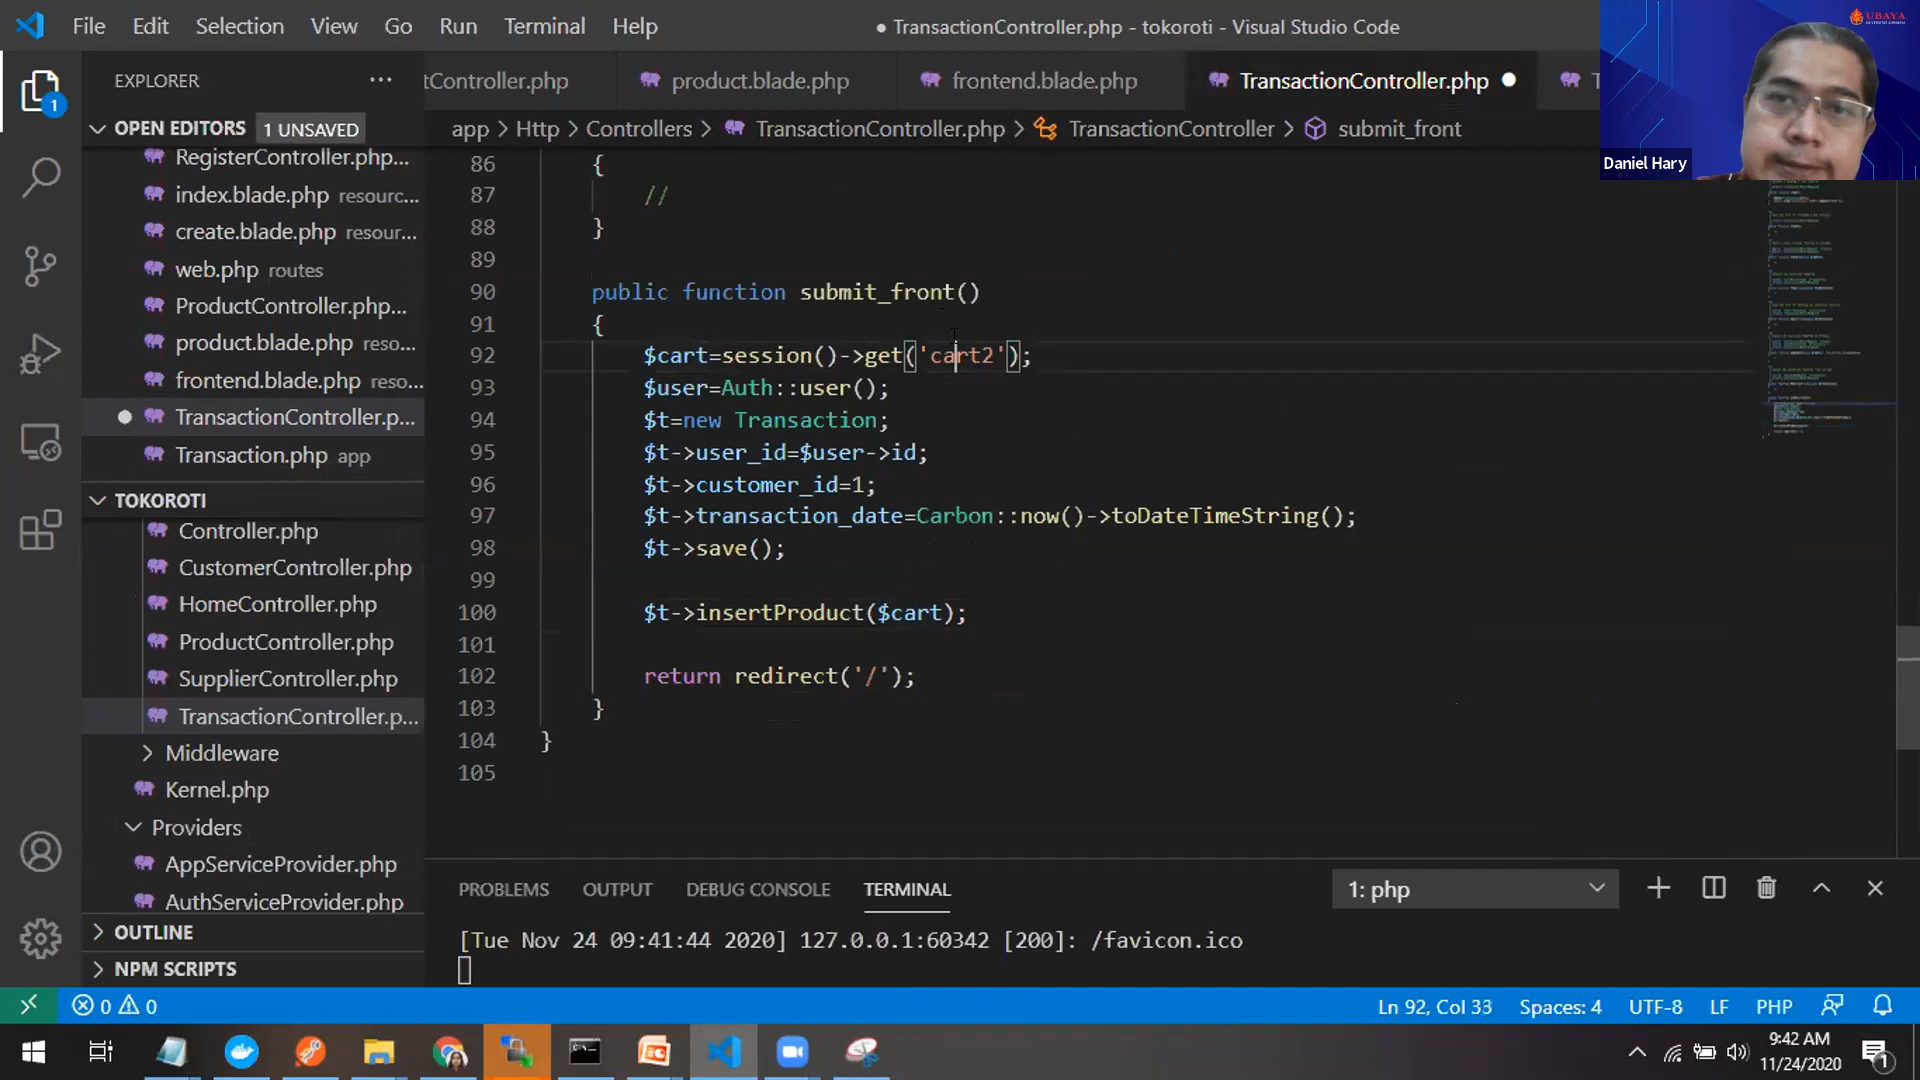 File Edit Selection View Go Run Terminal Help
● TransactionController.php - tokoroti - Visual Studio Code
UBAYA
Daniel Hary
EXPLORER ...
tController.php product.blade.php frontend.blade.php TransactionController.php ●
app > Http > Controllers > TransactionController.php > TransactionController > submit_front
1
OPEN EDITORS 1 UNSAVED
RegisterController.php...
index.blade.php resourc...
create.blade.php resour...
web.php routes
ProductController.php...
product.blade.php reso...
frontend.blade.php reso...
● TransactionController.p...
Transaction.php app
TOKOROTI
Controller.php
CustomerController.php
HomeController.php
ProductController.php
SupplierController.php
TransactionController.p...
Middleware
Kernel.php
Providers
AppServiceProvider.php
AuthServiceProvider.php
OUTLINE
NPM SCRIPTS
86 {
87 //
88 }
89
90 public function submit_front()
91 {
92 $cart=session()->get('cart2');
93 $user=Auth::user();
94 $t=new Transaction;
95 $t->user_id=$user->id;
96 $t->customer_id=1;
97 $t->transaction_date=Carbon::now()->toDateTimeString();
98 $t->save();
99
100 $t->insertProduct($cart);
101
102 return redirect('/');
103 }
104 }
105
PROBLEMS OUTPUT DEBUG CONSOLE TERMINAL 1: php
[Tue Nov 24 09:41:44 2020] 127.0.0.1:60342 [200]: /favicon.ico
0 0 Ln 92, Col 33 Spaces: 4 UTF-8 LF PHP
9:42 AM
11/24/2020
1